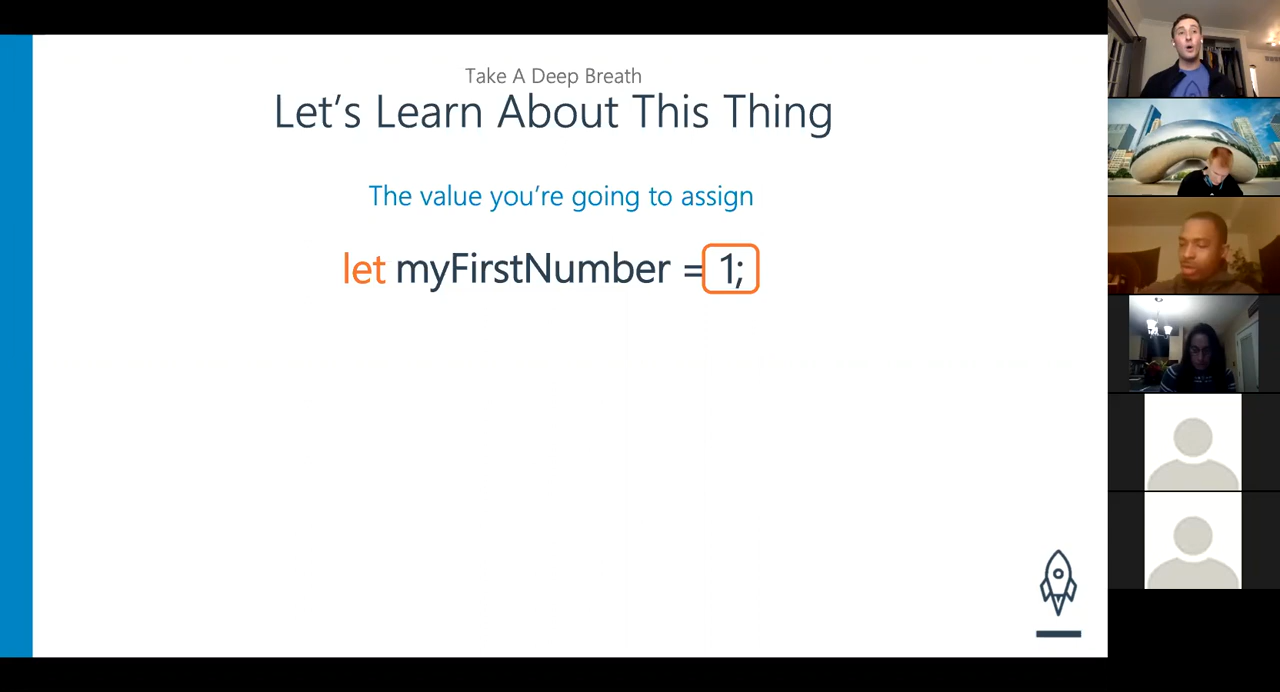 Take A Deep Breath
Let's Learn About This Thing
The value you're going to assign
let myFirstNumber = 1;